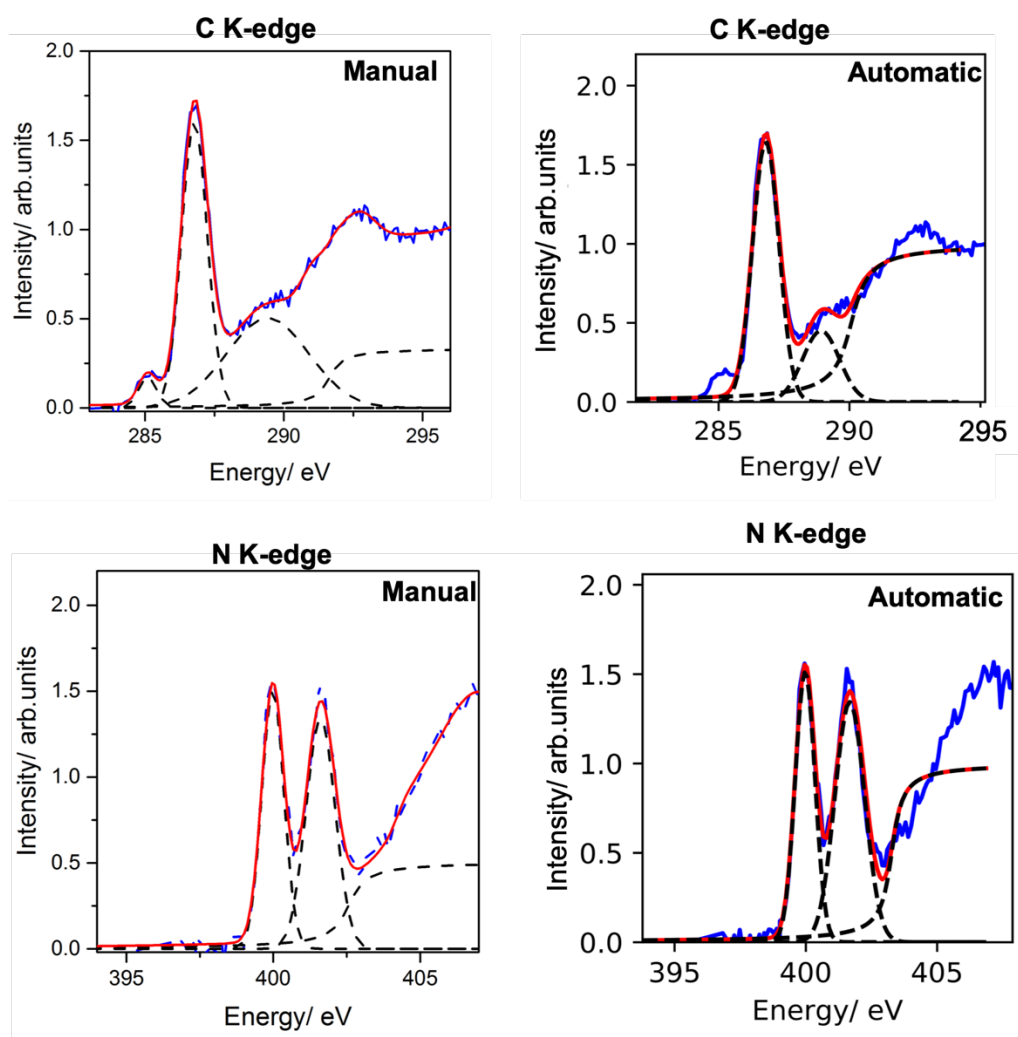 C K-edge
Manual
Intensity/ arb.units
2.0
1.5
1.0
0.5
0.0
285
290
295
Energy/ eV
C K-edge
Automatic
Intensity/ arb.units
2.0
1.5
1.0
0.5
0.0
285
290
295
Energy/ eV
N K-edge
Manual
Intensity/ arb.units
2.0
1.5
1.0
0.5
0.0
395
400
405
Energy/ eV
N K-edge
Automatic
Intensity/ arb.units
2.0
1.5
1.0
0.5
0.0
395
400
405
Energy/ eV